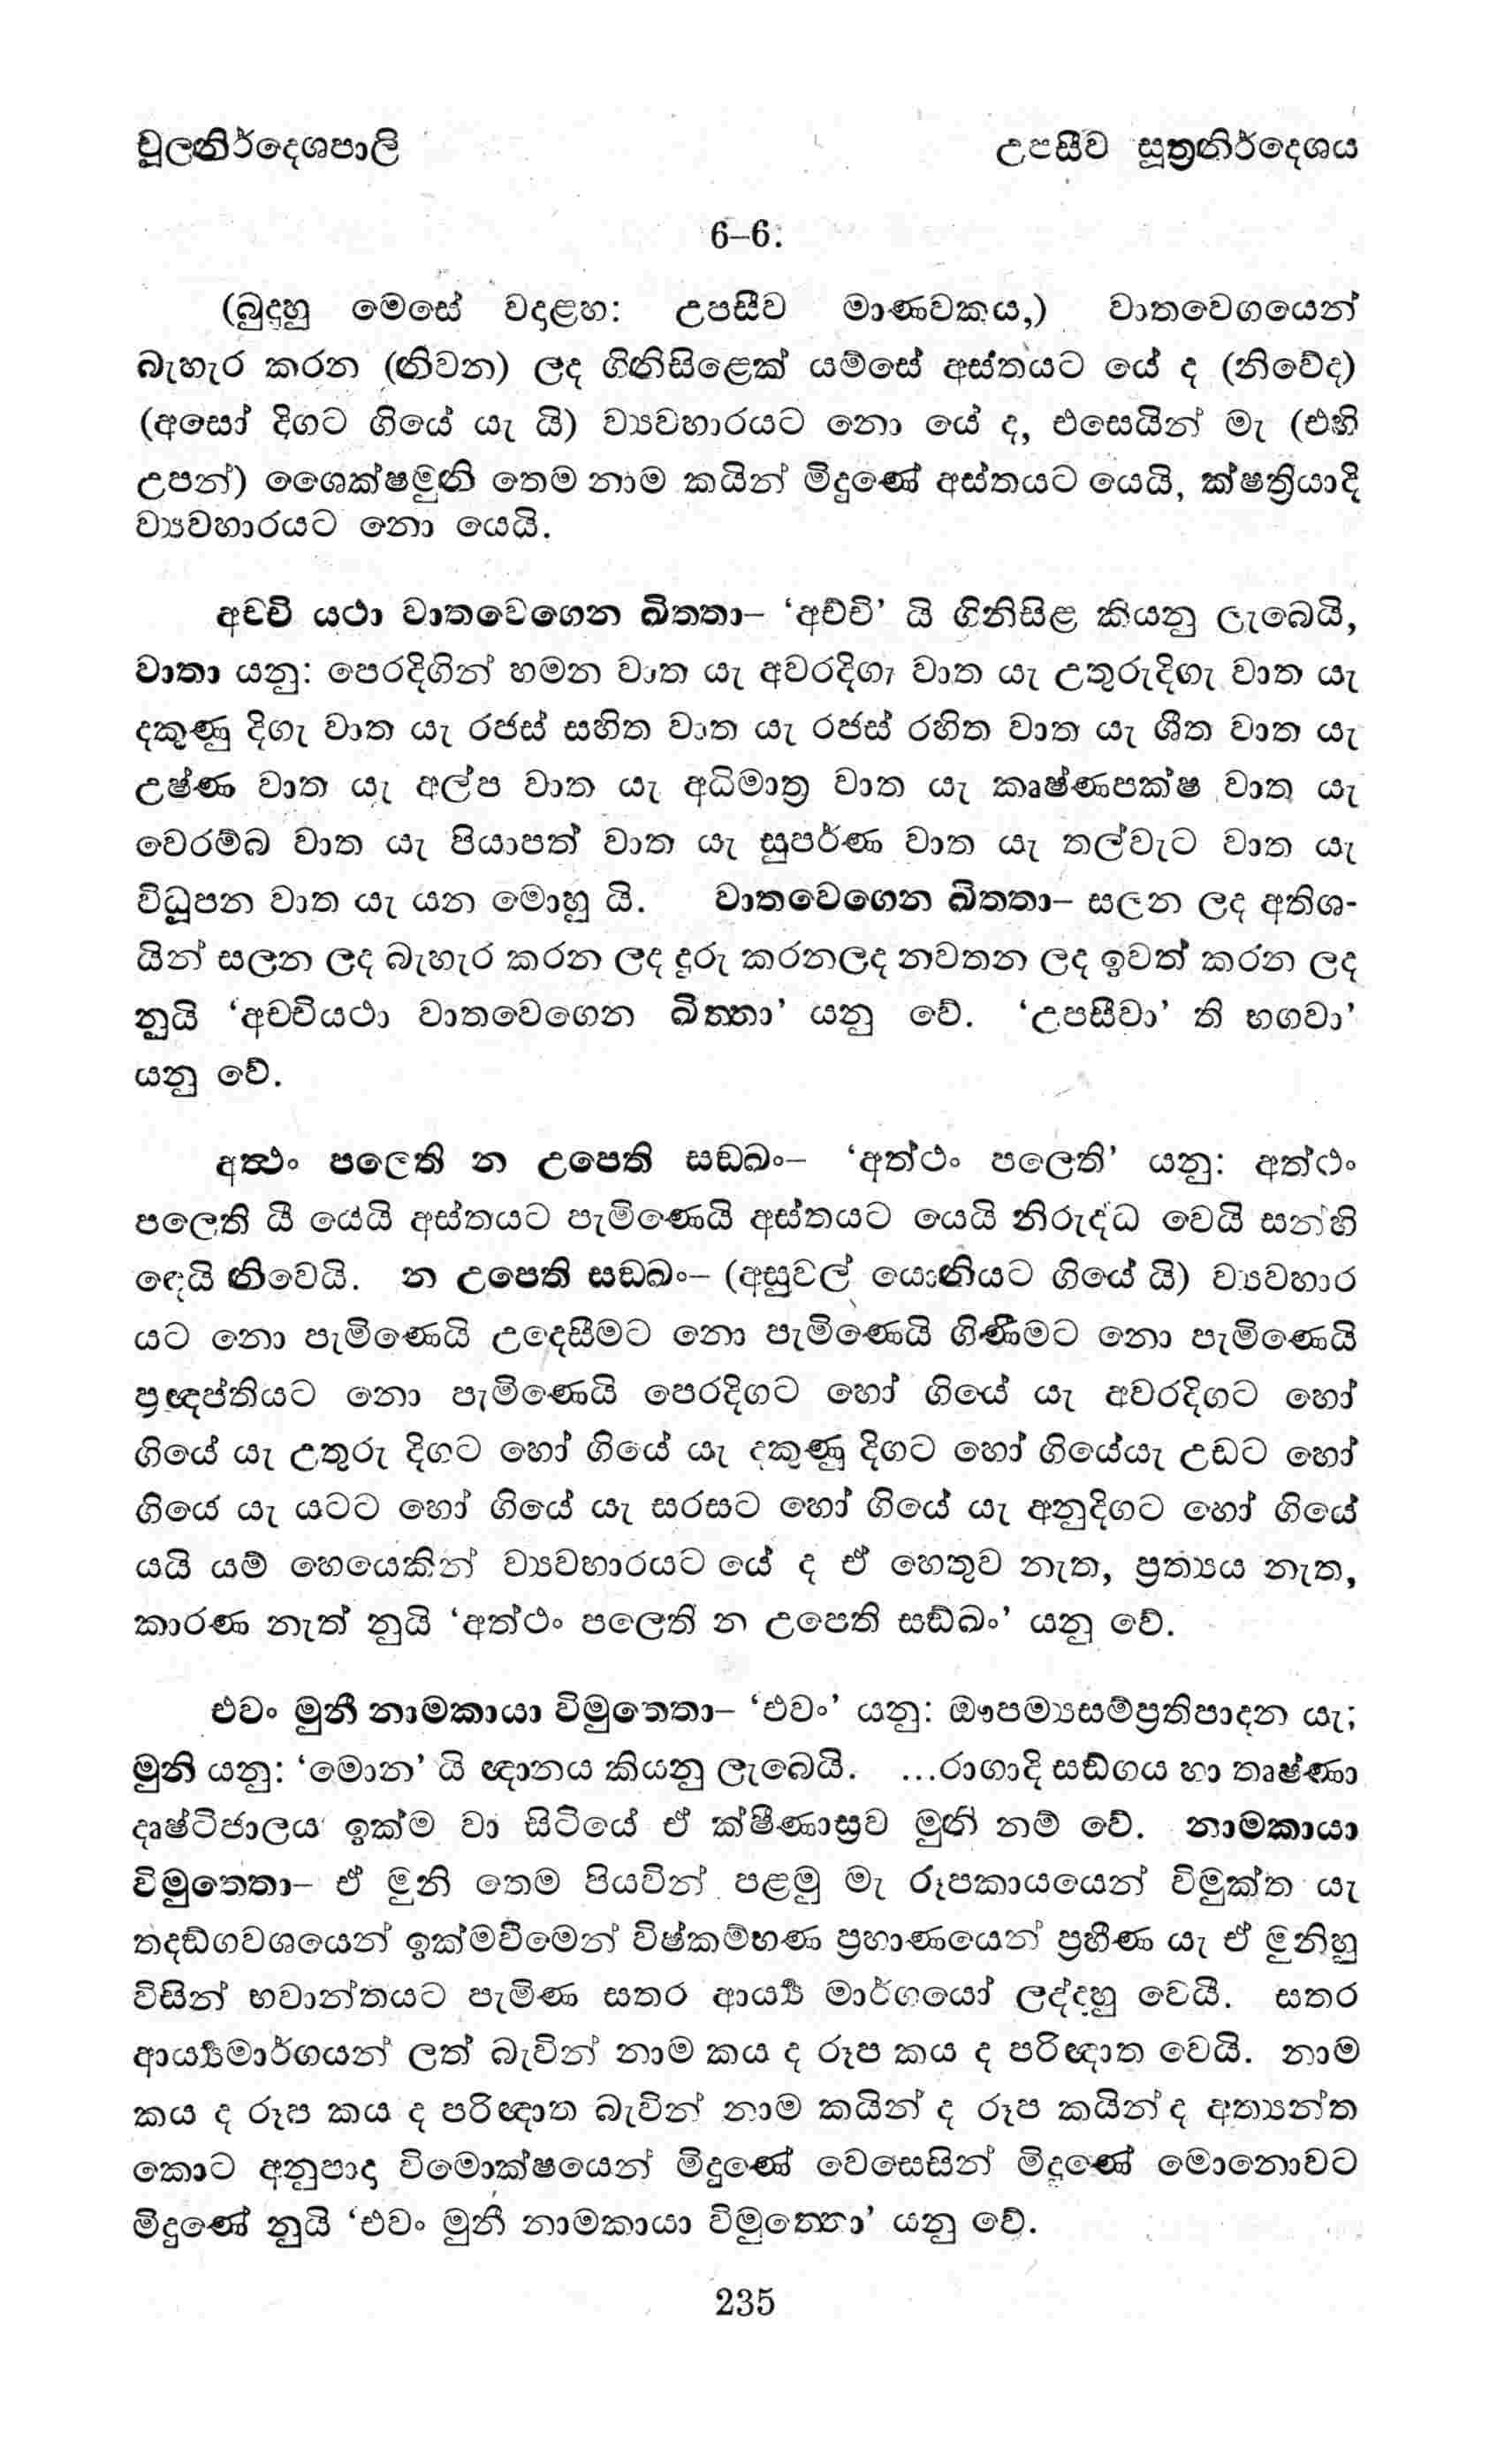 චූලනිර්දෙශපාලි	උපසීව සූත්‍රනිර්දෙශය
6–6.
(බුදුහු මෙසේ වදාළහ: උපසීව මාණවකය,) වාතවෙගයෙන්
බැහැර කරන (නිවන) ලද ගිනිසිළෙක් යම්සේ අස්තයට යේ ද (නිවේද)
(අසෝ දිගට ගියේ යැ යි) ව්‍යවහාරයට නො යේ ද, එසෙයින් මැ (එහි
උපන්) ශෛක්ෂමුනි තෙම නාම කයින් මිදුණේ අස්තයට යෙයි, ක්ෂත්‍රියාදි
ව්‍යවහාරයට නො යෙයි.
අච්චි යථා වාතවෙගෙන ඛිත්තා– ‘අච්චි’ යි ගිනිසිළ කියනු ලැබෙයි,
වාතා යනු: පෙරදිගින් හමන වාත යැ අවරදිගැ වාත යැ උතුරුදිගැ වාත යැ
දකුණු දිගැ වාත යැ රජස් සහිත වාත යැ රජස් රහිත වාත යැ ශීත වාත යැ
උෂ්ණ වාත යැ අල්ප වාත යැ අධිමාත්‍ර වාත යැ කෘෂ්ණපක්ෂ වාත යැ
වෙරම්බ වාත යැ පියාපත් වාත යැ සුපර්ණ වාත යැ තල්වැට වාත යැ
විධූපන වාත යැ යන මොහු යි. වාතවෙගෙන ඛිත්තා– සලන ලද අතිශ-
යින් සලන ලද බැහැර කරන ලද දුරු කරනලද නවතන ලද ඉවත් කරන ලද
නුයි ‘අච්චියථා වාතවෙගෙන ඛිත්තා’ යනු වේ. ‘උපසීවා’ ති භගවා’
යනු වේ.
අත්ථං පලෙති න උපෙති සඞ්ඛං– ‘අත්ථං පලෙති’ යනු: අත්ථං
පලෙති යී යෙයි අස්තයට පැමිණෙයි අස්තයට යෙයි නිරුද්ධ වෙයි සන්හි
ඳෙයි නිවෙයි. න උපෙති සඞ්ඛං– (අසුවල් යොනියට ගියේ යි) ව්‍යවහාර
යට නො පැමිණෙයි උදෙසීමට නො පැමිණෙයි ගිණීමට නො පැමිණෙයි
ප්‍රඥප්තියට නො පැමිණෙයි පෙරදිගට හෝ ගියේ යැ අවරදිගට හෝ
ගියේ යැ උතුරු දිගට හෝ ගියේ යැ දකුණු දිගට හෝ ගියේයැ උඩට හෝ
ගියේ යැ යටට හෝ ගියේ යැ සරසට හෝ ගියේ යැ අනුදිගට හෝ ගියේ
යයි යම් හෙයෙකින් ව්‍යවහාරයට යේ ද ඒ හෙතුව නැත, ප්‍රත්‍යය නැත,
කාරණ නැත් නුයි ‘අත්ථං පලෙති න උපෙති සඞ්ඛං’ යනු වේ.
එවං මුනී නාමකායා විමුත්තො– ‘එවං’ යනු: ඖපම්‍යසම්ප්‍රතිපාදන යැ;
මුනි යනු: ‘මොන’ යි ඥානය කියනු ලැබෙයි. ...රාගාදි සඞ්ගය හා තෘෂ්ණා
දෘෂ්ටිජාලය ඉක්ම වා සිටියේ ඒ ක්ෂීණාස්‍රව මුනි නම් වේ. නාමකායා
විමුත්තො– ඒ මුනි තෙම පියවින් පළමු මැ රූපකායයෙන් විමුක්ත යැ
තදඞ්ගවශයෙන් ඉක්මවීමෙන් විෂ්කම්භණ ප්‍රහාණයෙන් ප්‍රහීණ යැ ඒ මුනිහු
විසින් භවාන්තයට පැමිණ සතර ආර්‍ය්‍ය මාර්ගයෝ ලද්දාහු වෙයී. සතර
ආර්‍ය්‍යමාර්ගයන් ලත් බැවින් නාම කය ද රූප කය ද පරිඥාත වෙයි. නාම
කය ද රූප කය ද පරිඥාත බැවින් නාම කයින් ද රූප කයින් ද අත්‍යන්ත
කොට අනුපාදා විමොක්ෂයෙන් මිදුණේ වෙසෙසින් මිදුණේ මොනොවට
මිදුණේ නුයි ‘එවං මුනී නාමකායා විමුත්තො’ යනු වේ.
235